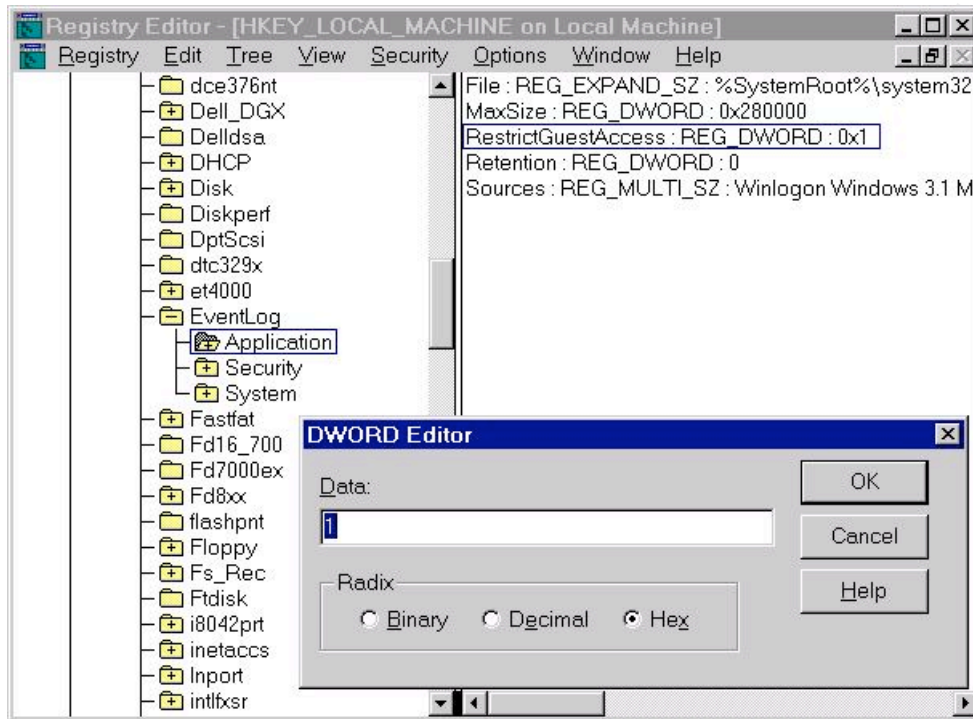 Registry Editor - [HKEY_LOCAL_MACHINE on Local Machine]
Registry Edit Tree View Security Options Window Help
dce376nt
Dell_DGX
Delldsa
DHCP
Disk
Diskperf
DptScsi
dtc329x
et4000
EventLog
Application
Security
System
Fastfat
Fd16_700
Fd7000ex
Fd8xx
flashpnt
Floppy
Fs_Rec
Ftdisk
i8042prt
inetaccs
Inport
intlfxsr
File : REG_EXPAND_SZ : %SystemRoot%\system32
MaxSize : REG_DWORD : 0x280000
RestrictGuestAccess : REG_DWORD : 0x1
Retention : REG_DWORD : 0
Sources : REG_MULTI_SZ : Winlogon Windows 3.1 M
DWORD Editor
Data:
1
Radix
Binary Decimal Hex
OK
Cancel
Help